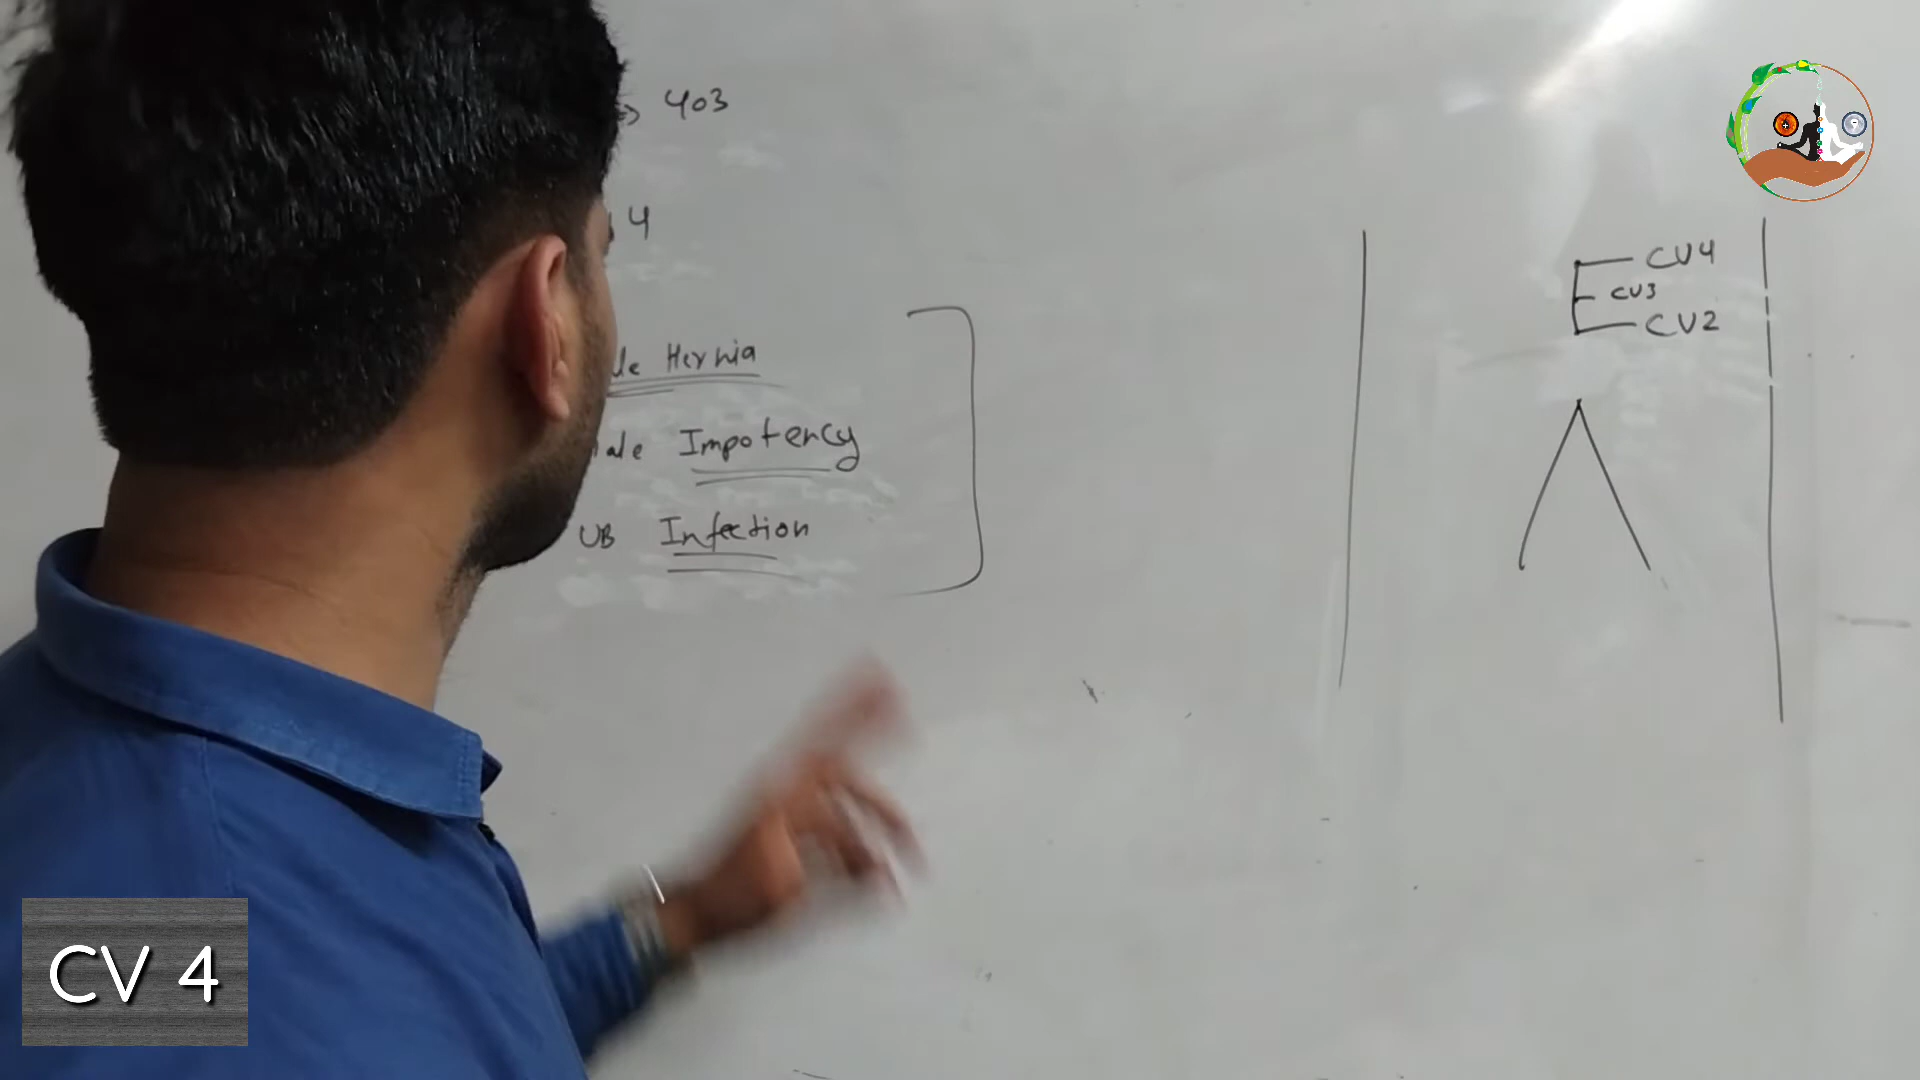 403
4
Hernia
Impotency
UB Infection
CV4
CV3
CV2
CV 4